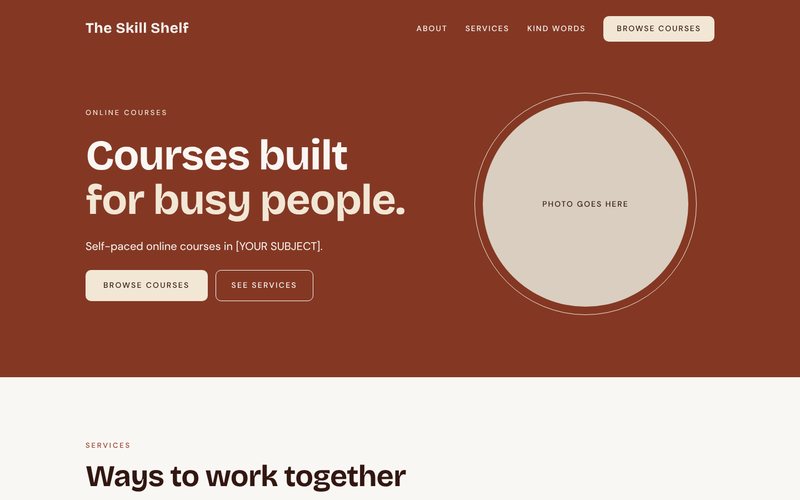 The Skill Shelf
ABOUT
SERVICES
KIND WORDS
BROWSE COURSES
ONLINE COURSES
Courses built
for busy people.
Self-paced online courses in [YOUR SUBJECT].
BROWSE COURSES
SEE SERVICES
PHOTO GOES HERE
SERVICES
Ways to work together